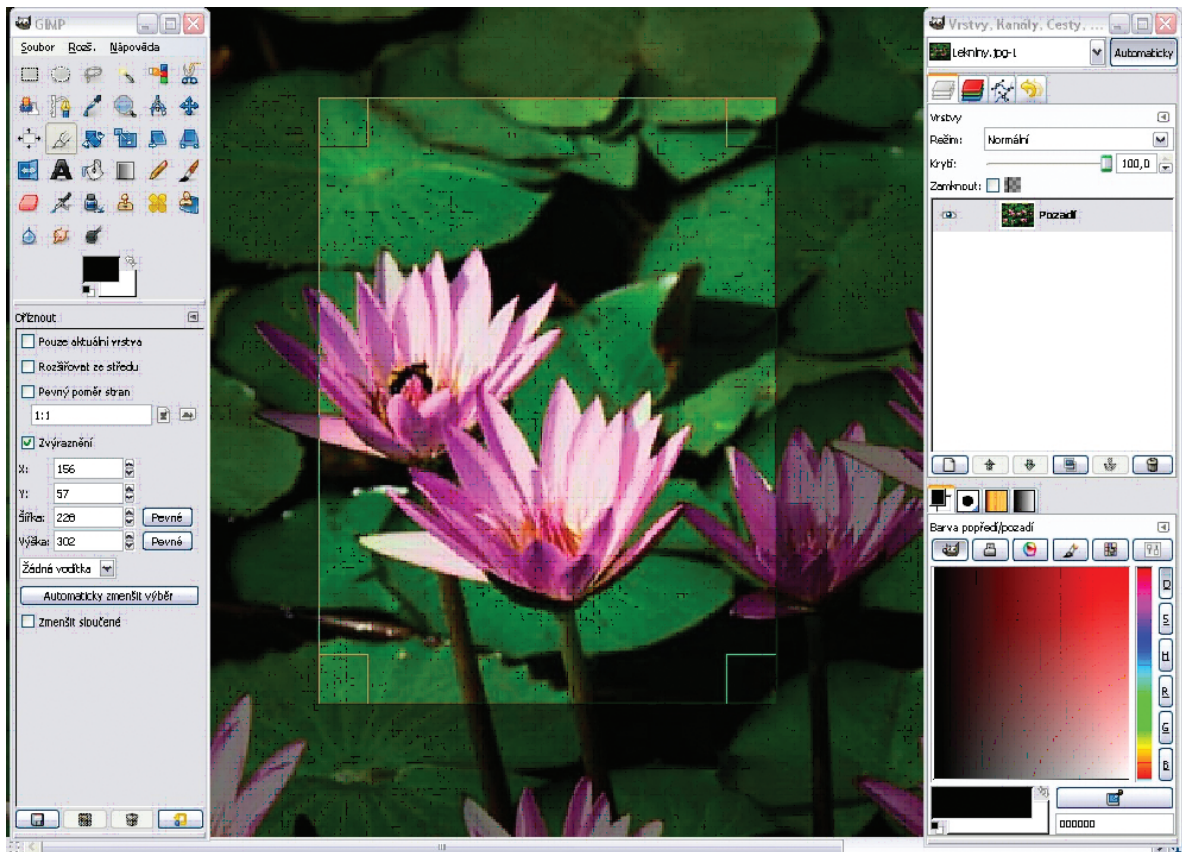 GIMP
Soubor Rozš. Nápověda
Oříznout
Pouze aktuální vrstva
Rozšiřovat ze středu
Pevný poměr stran
1:1
Zvýraznění
X: 156
Y: 57
Šířka: 228 Pevné
Výška: 302 Pevné
Žádná vodítka
Automaticky zmenšit výběr
Zmenšit sloučené
Vrstvy, Kanály, Cesty, ...
Lekníny.jpg-1 Automaticky
Vrstvy
Režim: Normální
Krytí: 100,0
Zamknout:
Pozadí
Barva popředí/pozadí
O
S
H
R
G
B
000000